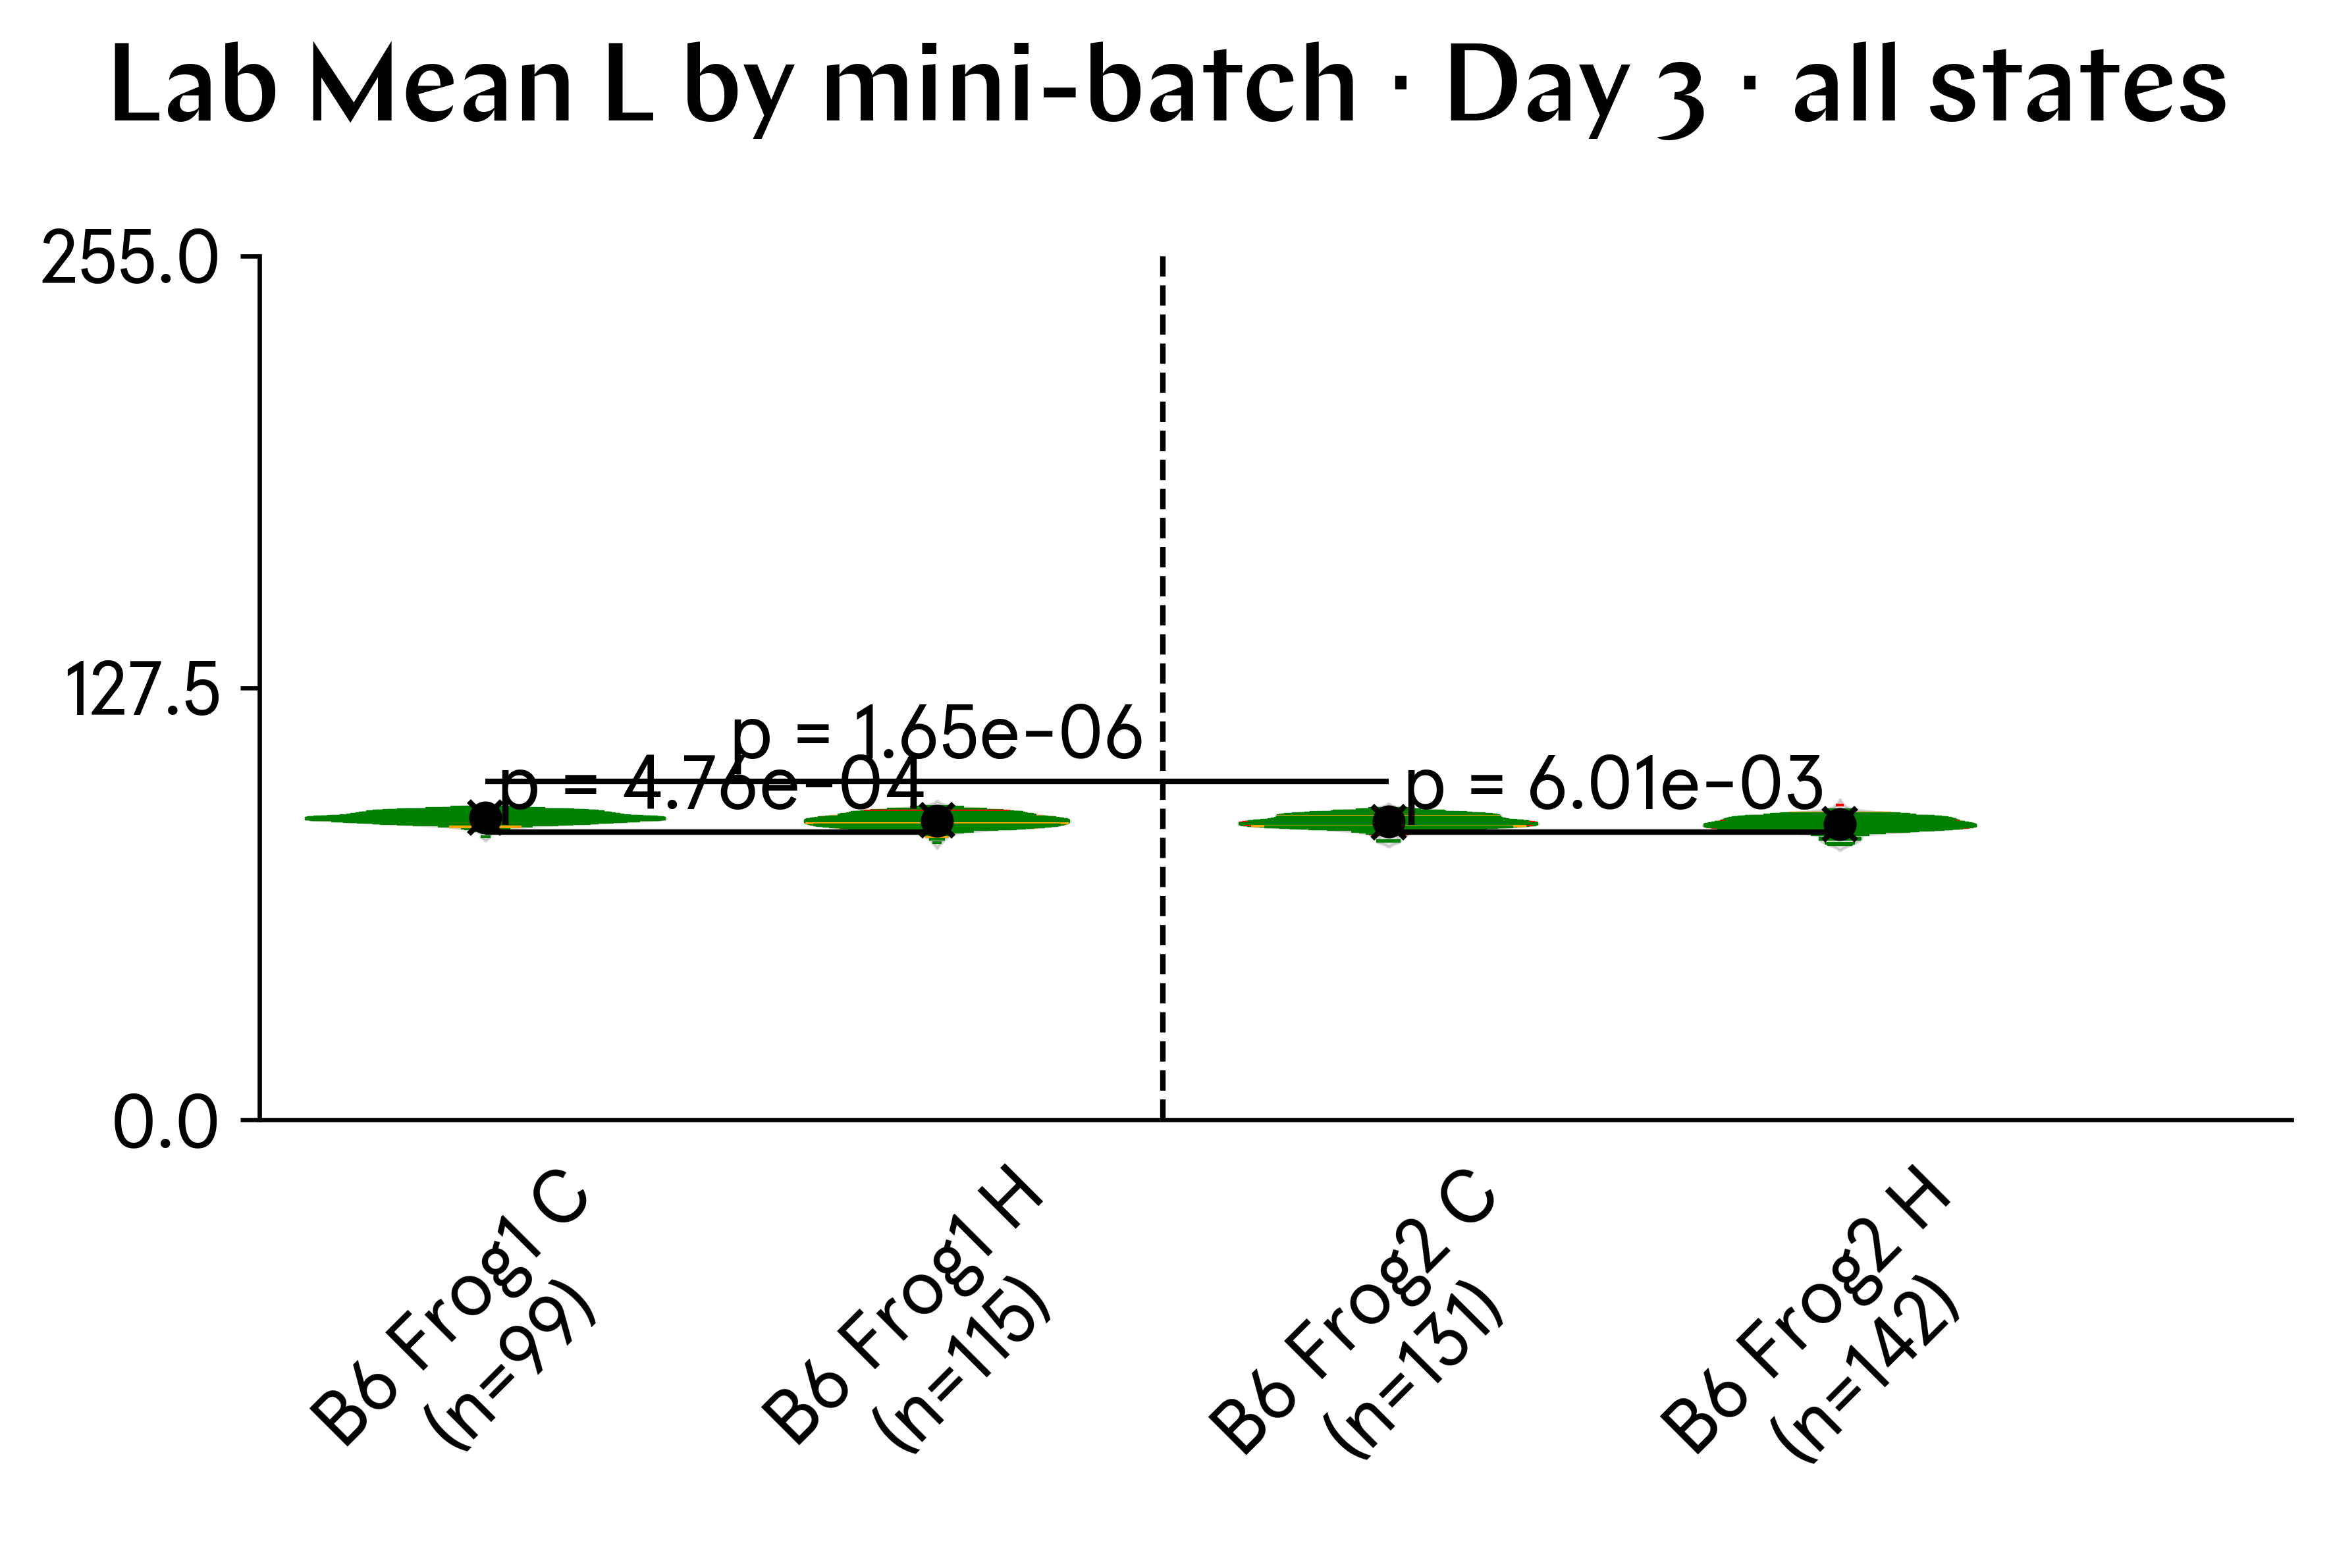 Lab Mean L by mini-batch · Day 3 · all states
255.0
127.5
0.0
p = 1.65e-06
p = 4.76e-04
p = 6.01e-03
B6 Frog1 C
(n=99)
B6 Frog1 H
(n=115)
B6 Frog2 C
(n=131)
B6 Frog2 H
(n=142)